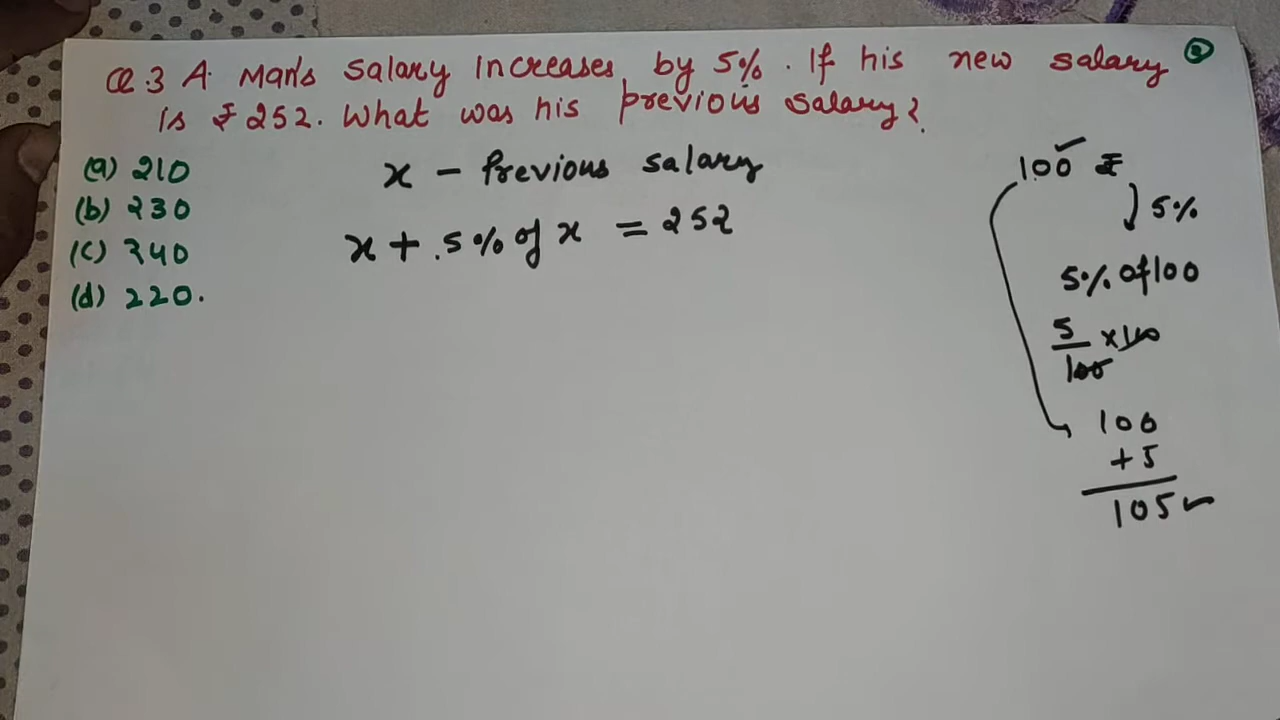 Q.3 A Man's salary increases by 5%. If his new salary
is ₹ 252. What was his previous salary?
(a) 210
(b) 230
(c) 240
(d) 220.
x - Previous salary
x + 5% of x = 252
100 ₹
5%
5% of 100
5/100 × 100
100
+5
105